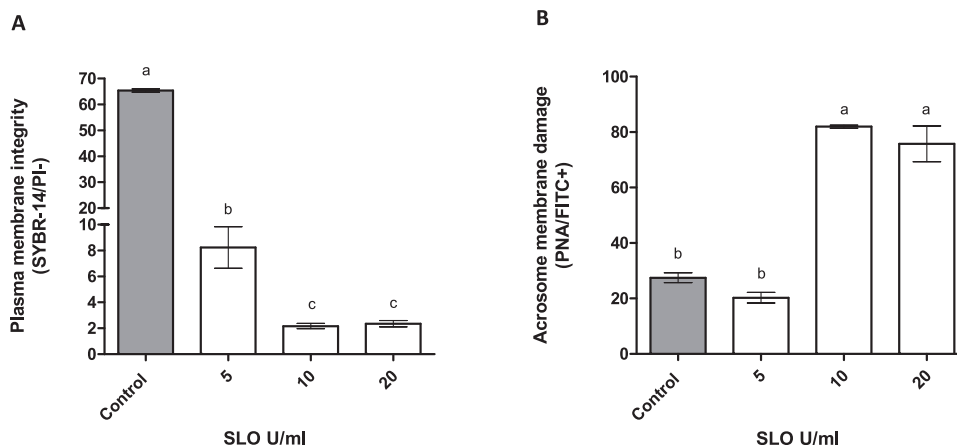 A
Plasma membrane integrity
(SYBR-14/PI-)
70
60
50
40
30
20
10
8
6
4
2
0
a
b
c
c
Control
5
10
20
SLO U/ml
B
Acrosome membrane damage
(PNA/FITC+)
100
80
60
40
20
0
b
b
a
a
Control
5
10
20
SLO U/ml